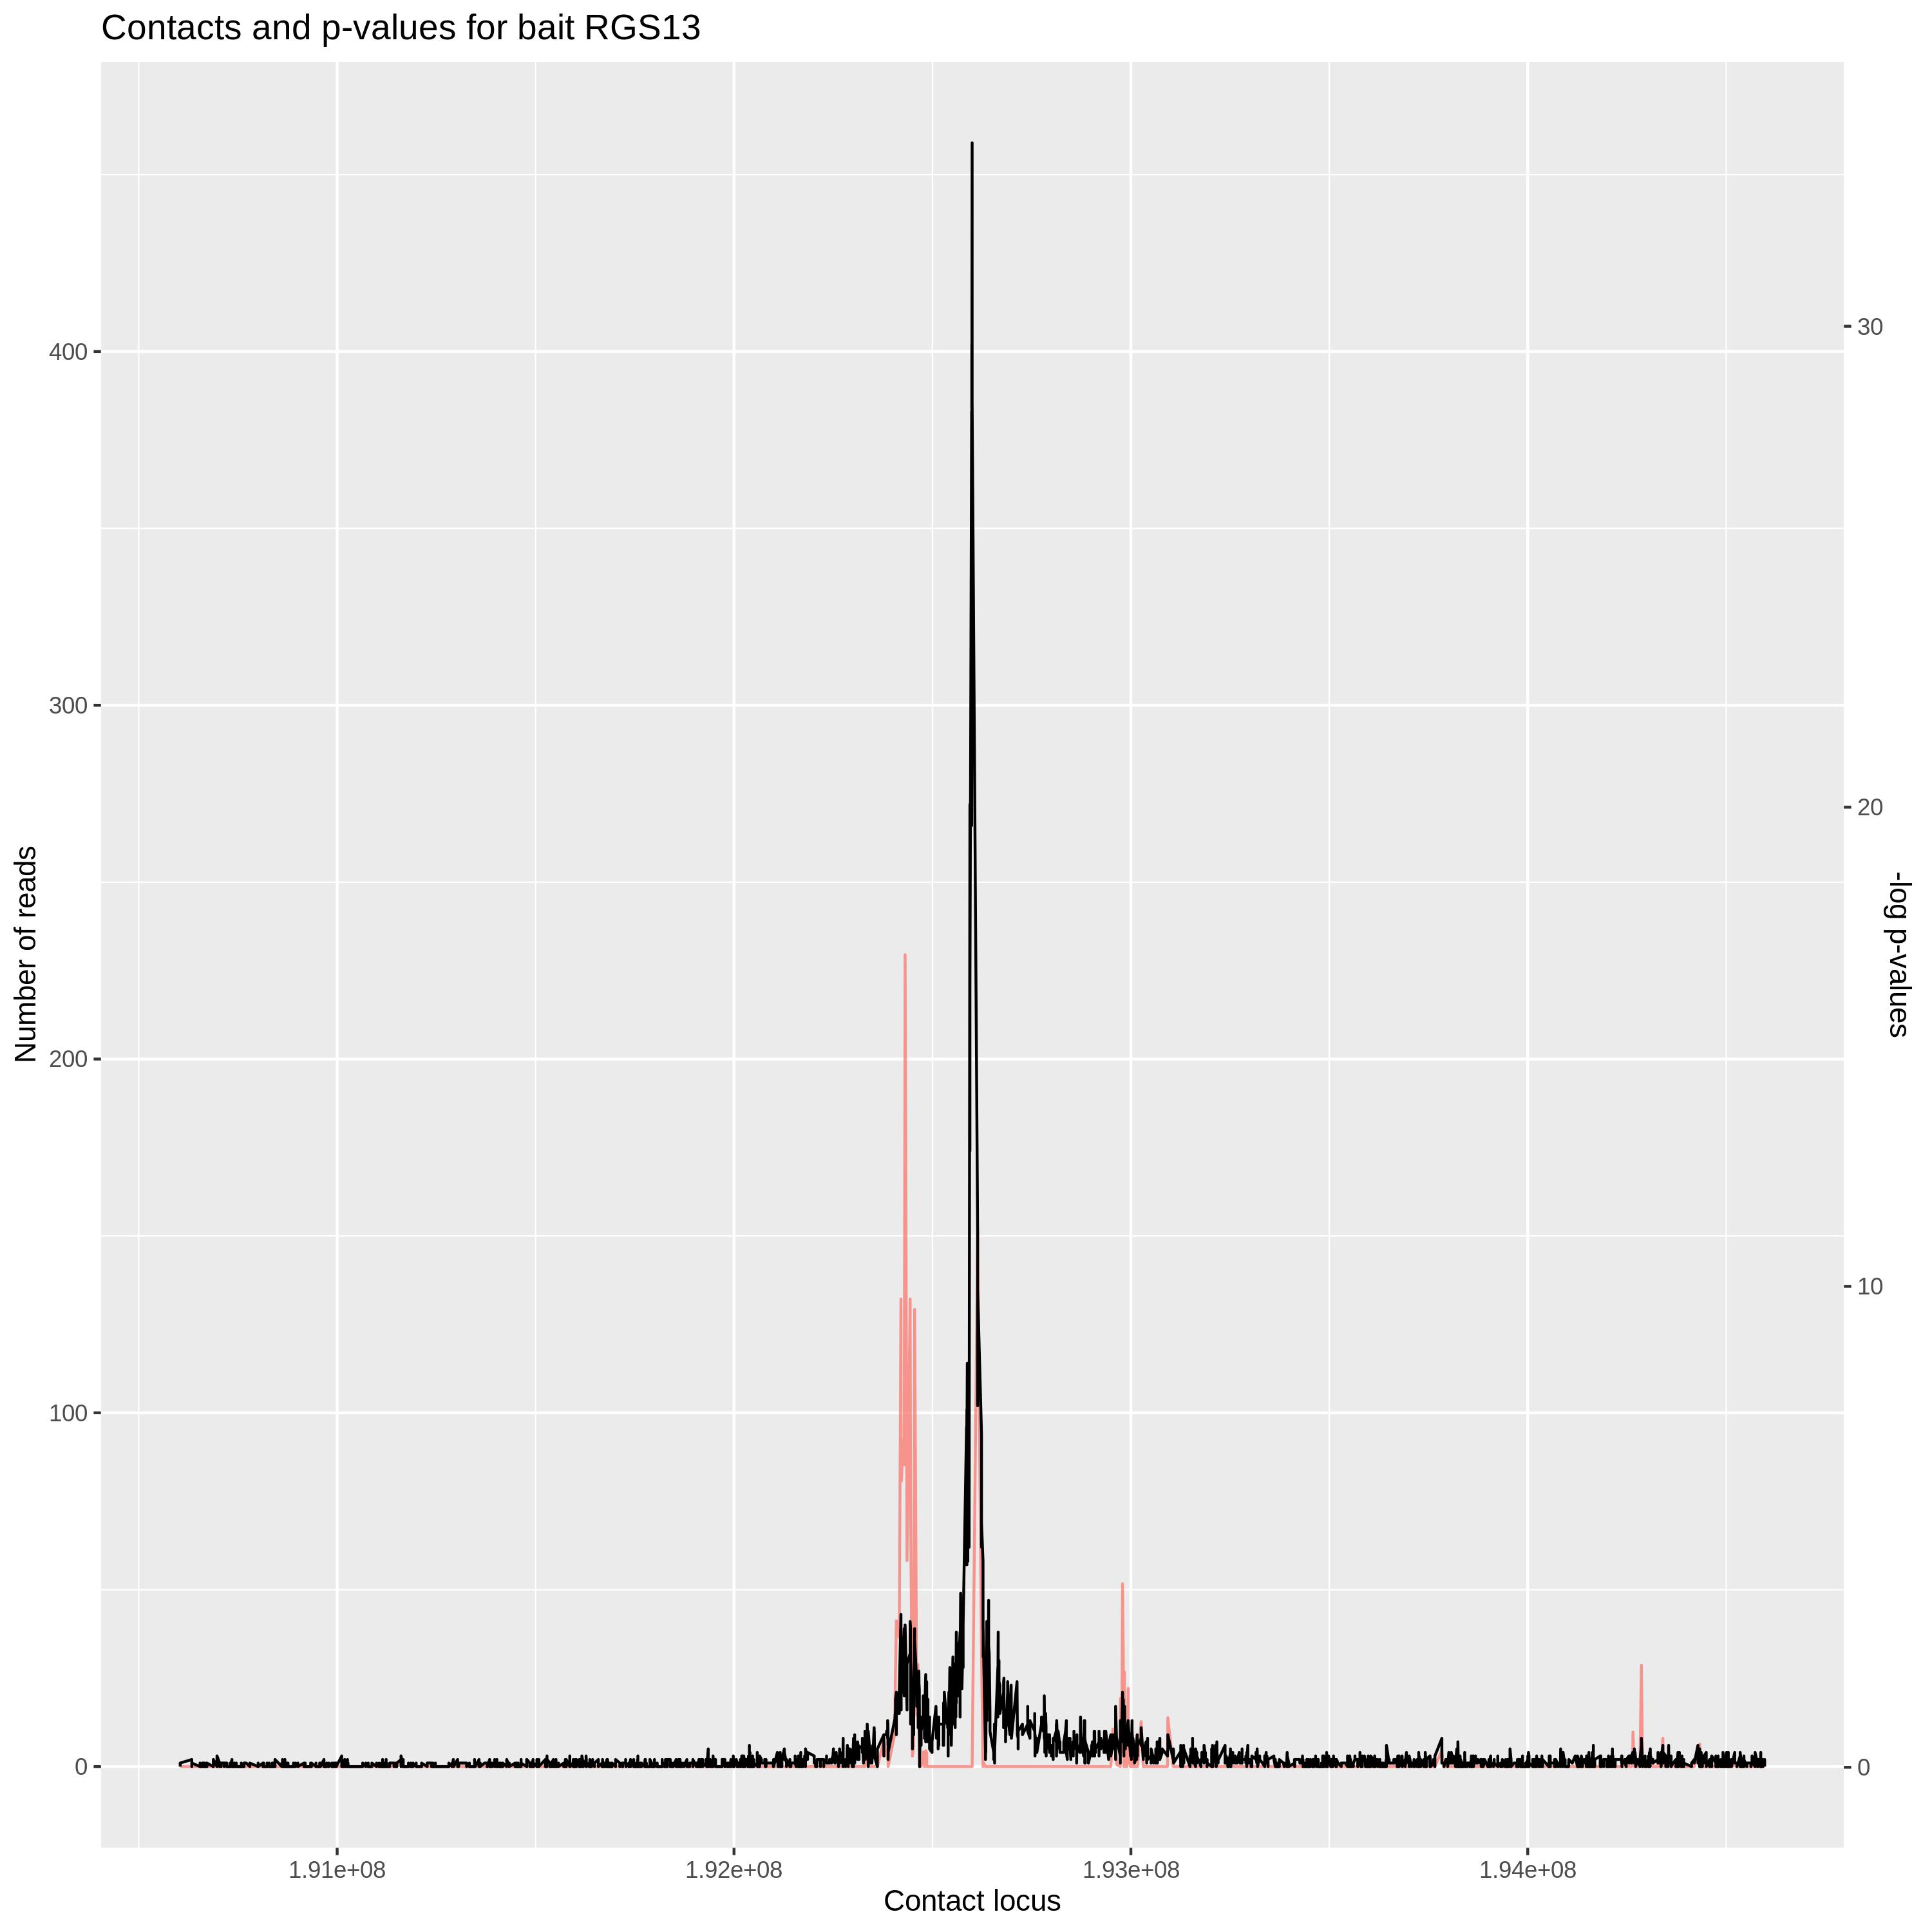 Contacts and p-values for bait RGS13
Number of reads
400
300
200
100
0
30
20
10
0
-log p-values
1.91e+08
1.92e+08
1.93e+08
1.94e+08
Contact locus